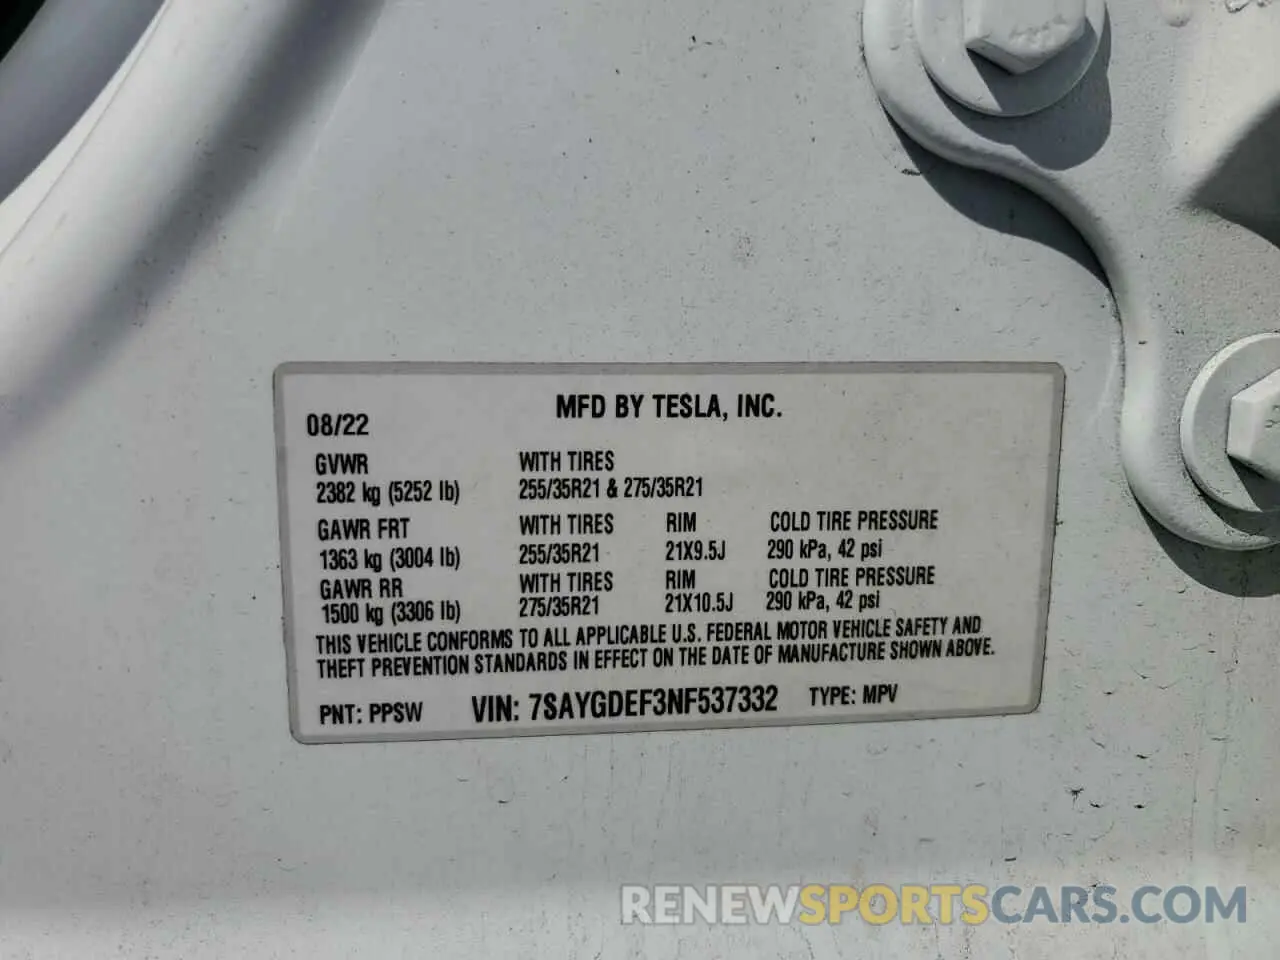 MFD BY TESLA, INC.
08/22
GVWR WITH TIRES
2382 kg (5252 lb) 255/35R21 & 275/35R21
GAWR FRT WITH TIRES RIM COLD TIRE PRESSURE
1363 kg (3004 lb) 255/35R21 21X9.5J 290 kPa, 42 psi
GAWR RR WITH TIRES RIM COLD TIRE PRESSURE
1500 kg (3306 lb) 275/35R21 21X10.5J 290 kPa, 42 psi
THIS VEHICLE CONFORMS TO ALL APPLICABLE U.S. FEDERAL MOTOR VEHICLE SAFETY AND
THEFT PREVENTION STANDARDS IN EFFECT ON THE DATE OF MANUFACTURE SHOWN ABOVE.
PNT: PPSW VIN: 7SAYGDEF3NF537332 TYPE: MPV
RENEWSPORTSCARS.COM